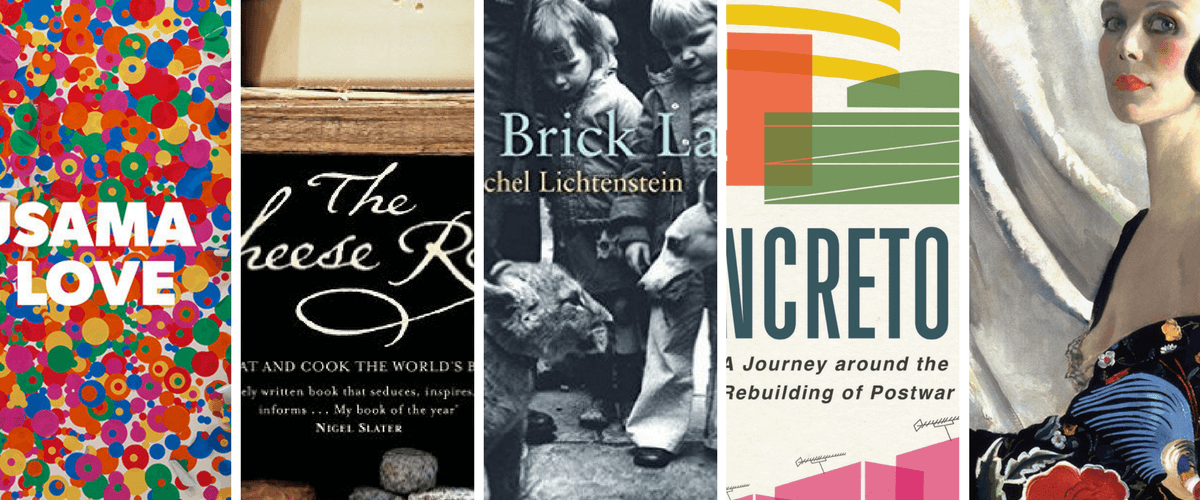 USAMA
LOVE
The
heese Ro
AT AND COOK THE WORLD'S B
ely written book that seduces, inspires,
informs . . . My book of the year'
NIGEL SLATER
Brick La
chel Lichtenstein
NCRETO
A Journey around the
Rebuilding of Postwar